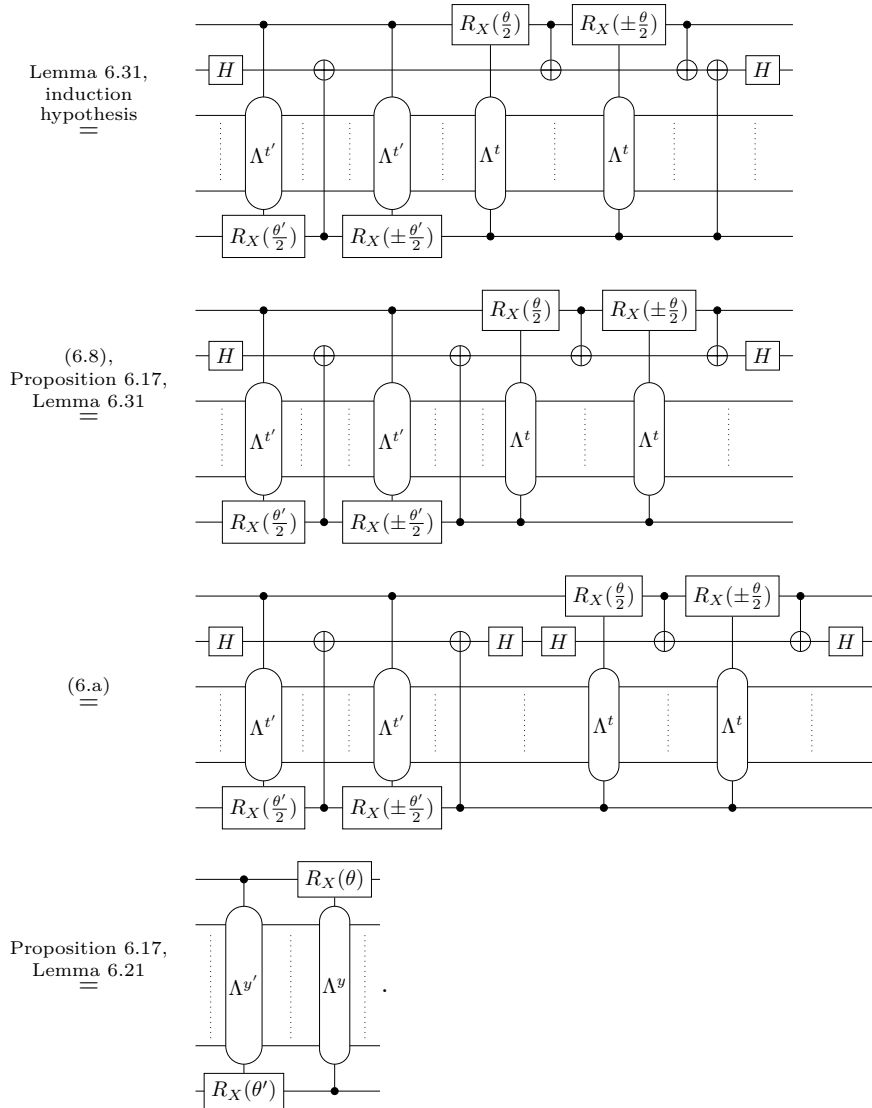 R_X(θ/2) R_X(±θ/2)
Lemma 6.31,
H H
induction
hypothesis
=
Λ^{t'} Λ^{t'} Λ^t Λ^t
R_X(θ'/2) R_X(±θ'/2)
R_X(θ/2) R_X(±θ/2)
(6.8),
H H
Proposition 6.17,
Lemma 6.31
=
Λ^{t'} Λ^{t'} Λ^t Λ^t
R_X(θ'/2) R_X(±θ'/2)
R_X(θ/2) R_X(±θ/2)
H H H H
(6.a)
=
Λ^{t'} Λ^{t'} Λ^t Λ^t
R_X(θ'/2) R_X(±θ'/2)
R_X(θ)
Proposition 6.17,
Lemma 6.21
=
Λ^{y'} Λ^y .
R_X(θ')